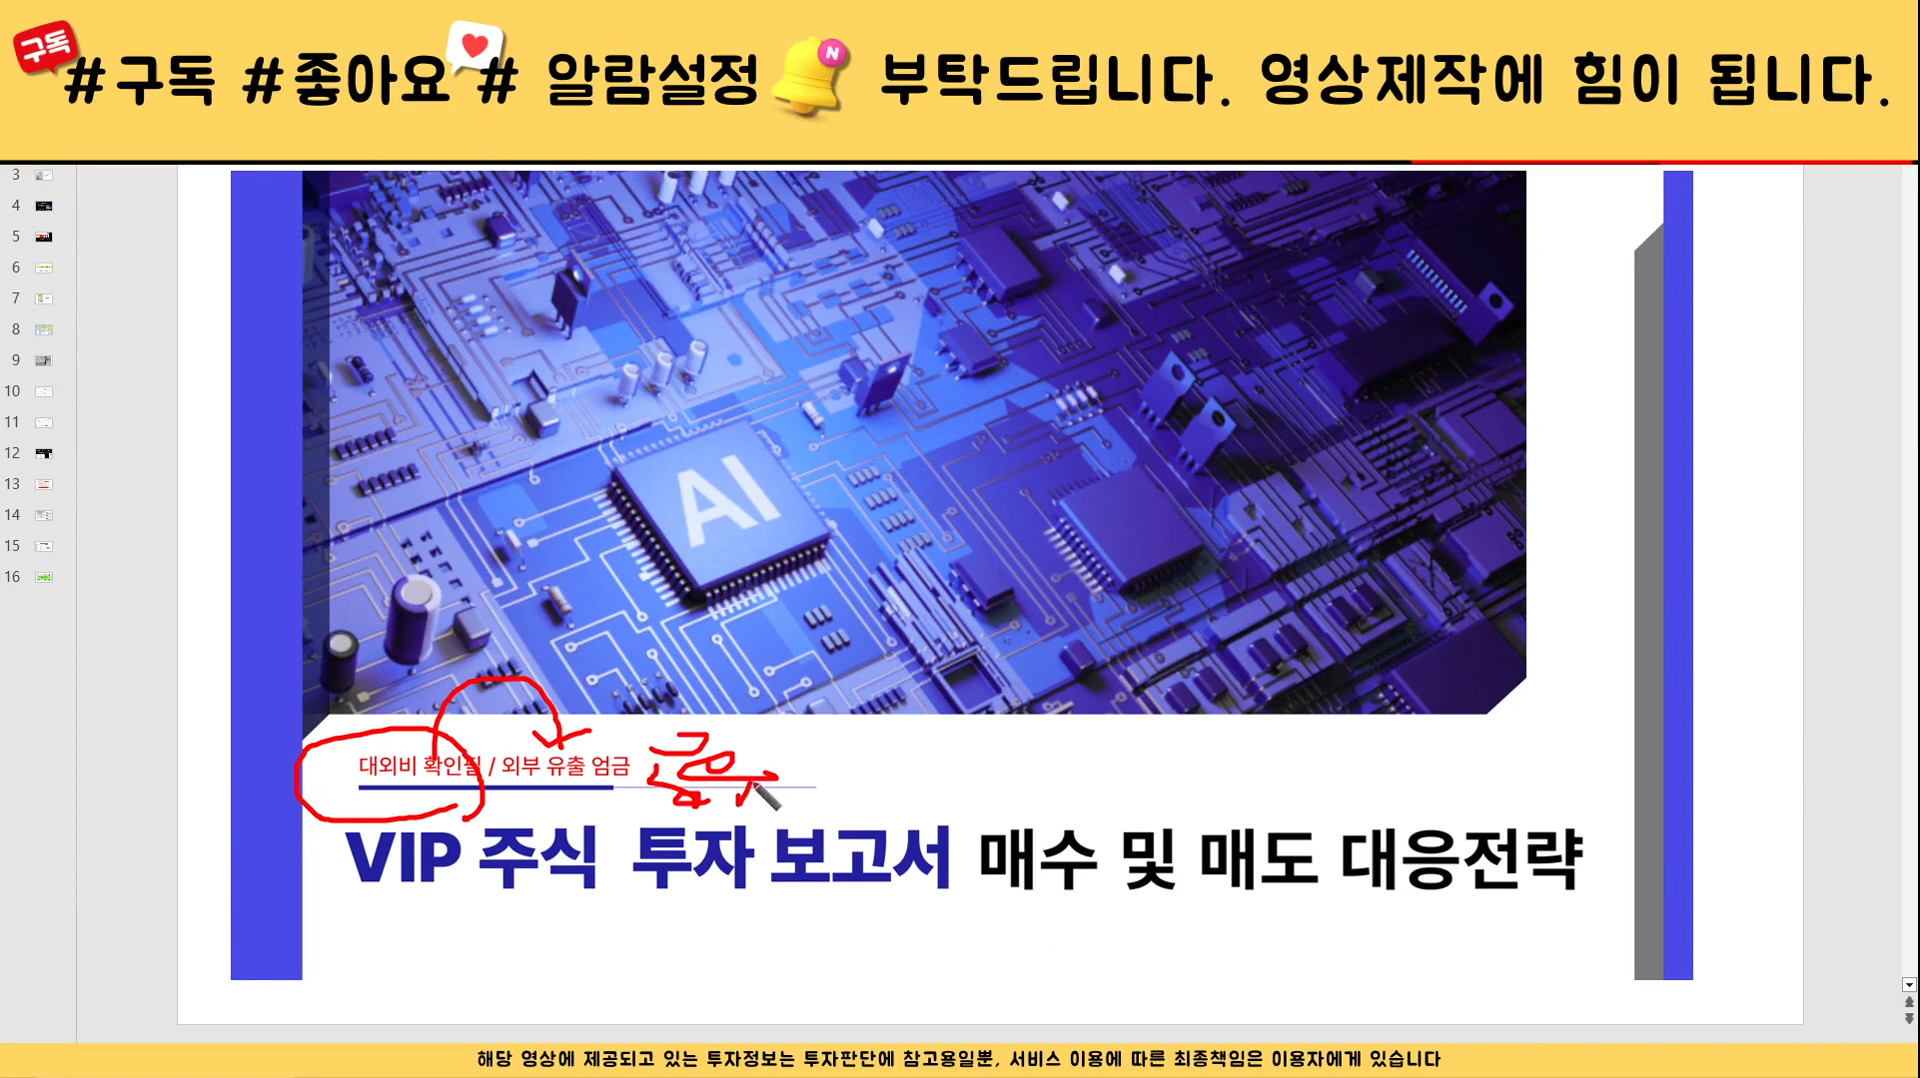 구독
#구독 #좋아요 # 알람설정 N 부탁드립니다. 영상제작에 힘이 됩니다.
3
4
5
6
7
8
9
10
11
12
13
14
15
16
AI
대외비 확인필 / 외부 유출 엄금
VIP 주식 투자 보고서 매수 및 매도 대응전략
해당 영상에 제공되고 있는 투자정보는 투자판단에 참고용일뿐, 서비스 이용에 따른 최종책임은 이용자에게 있습니다